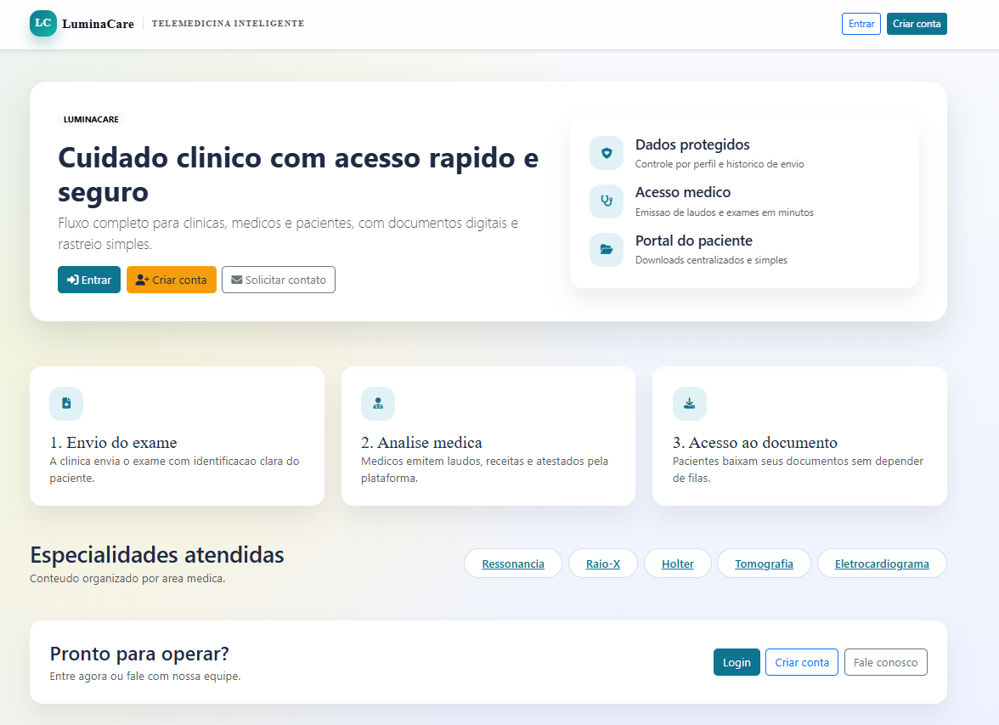 LC LuminaCare TELEMEDICINA INTELIGENTE Entrar Criar conta
LUMINACARE
Cuidado clinico com acesso rapido e
seguro
Fluxo completo para clinicas, medicos e pacientes, com documentos digitais e
rastreio simples.
Entrar Criar conta Solicitar contato
Dados protegidos
Controle por perfil e historico de envio
Acesso medico
Emissao de laudos e exames em minutos
Portal do paciente
Downloads centralizados e simples
1. Envio do exame
A clinica envia o exame com identificacao clara do
paciente.
2. Analise medica
Medicos emitem laudos, receitas e atestados pela
plataforma.
3. Acesso ao documento
Pacientes baixam seus documentos sem depender
de filas.
Especialidades atendidas
Conteudo organizado por area medica.
Ressonancia Raio-X Holter Tomografia Eletrocardiograma
Pronto para operar?
Entre agora ou fale com nossa equipe.
Login Criar conta Fale conosco